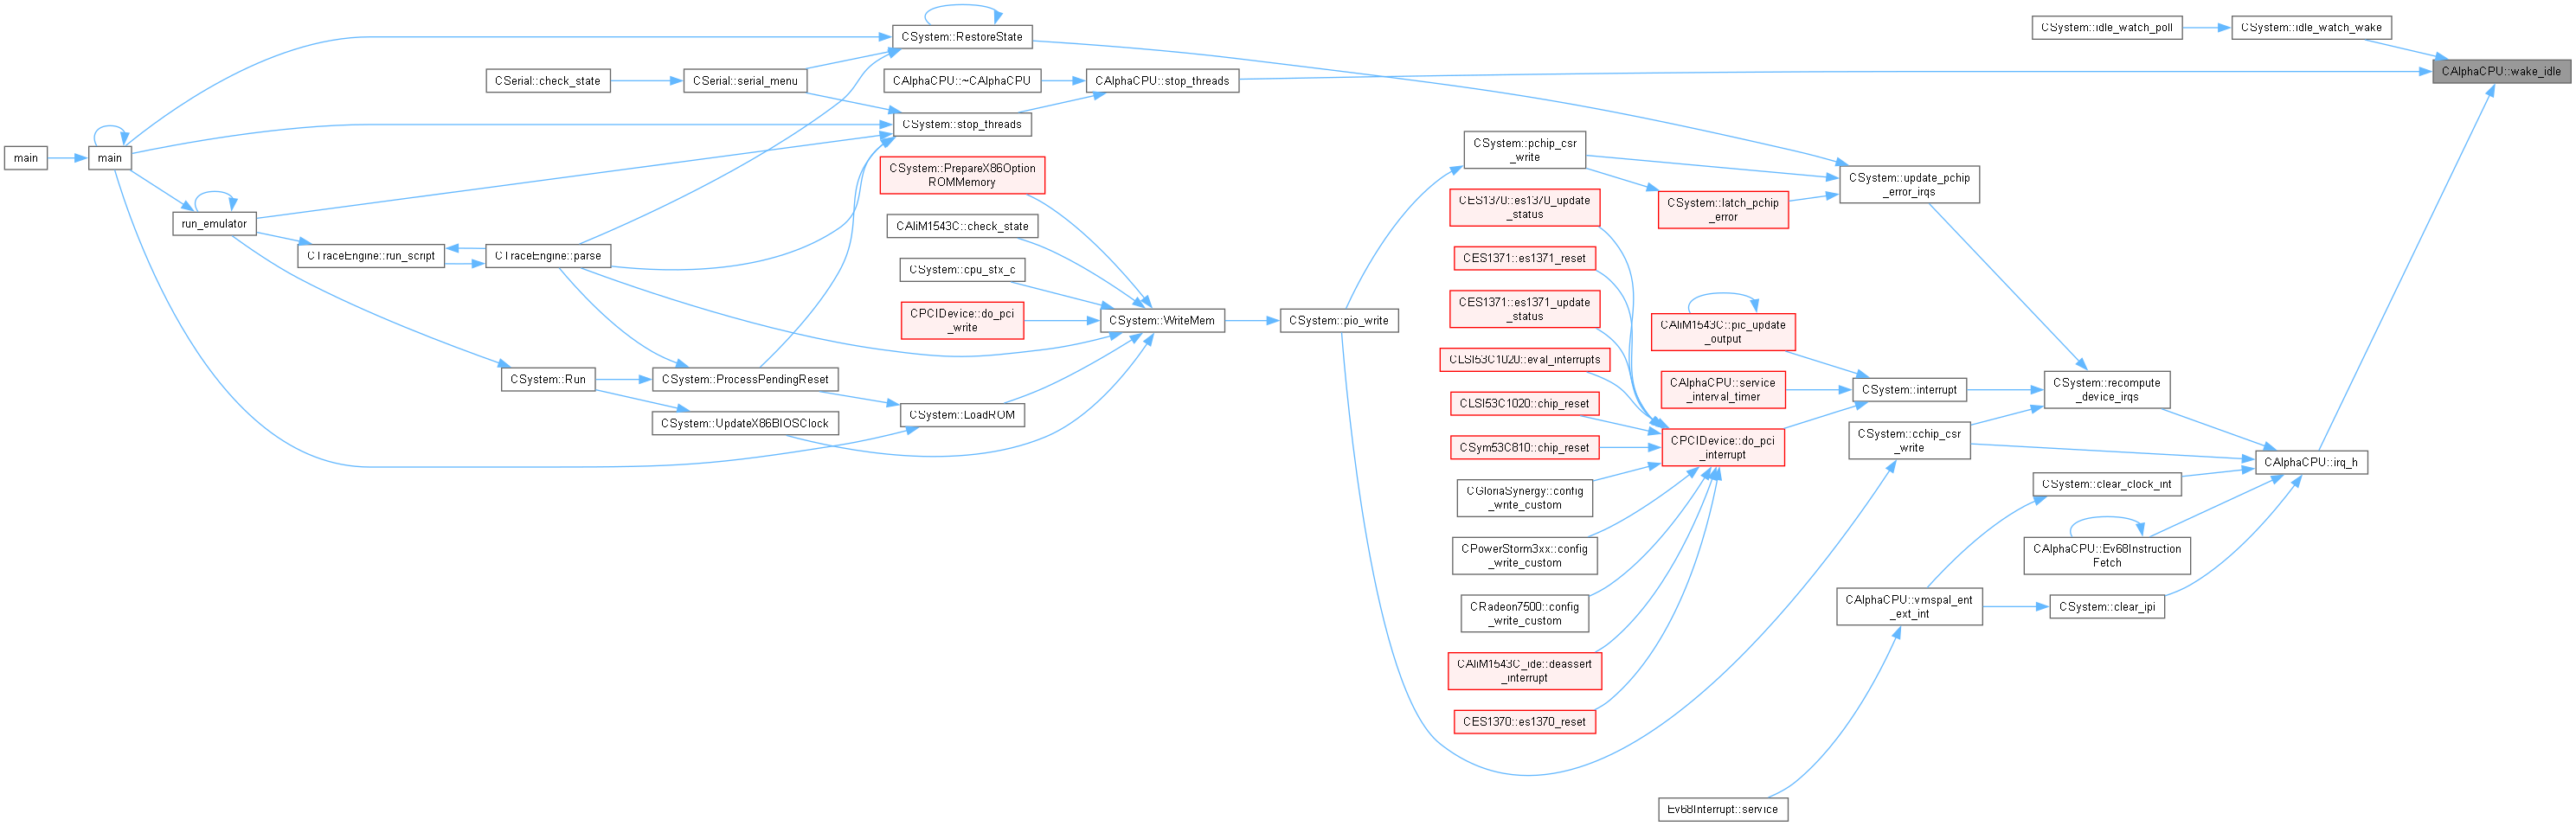 main
main
run_emulator
CSerial::check_state
CTraceEngine::run_script
CSystem::Run
CSerial::serial_menu
CTraceEngine::parse
CSystem::ProcessPendingReset
CSystem::UpdateX86BIOSClock
CSystem::RestoreState
CAlphaCPU::~CAlphaCPU
CSystem::stop_threads
CSystem::PrepareX86Option
ROMMemory
CAliM1543C::check_state
CSystem::cpu_stx_c
CPCIDevice::do_pci
_write
CSystem::LoadROM
CAlphaCPU::stop_threads
CSystem::WriteMem
CSystem::pio_write
CSystem::pchip_csr
_write
CES1370::es1370_update
_status
CES1371::es1371_reset
CES1371::es1371_update
_status
CLSI53C1020::eval_interrupts
CLSI53C1020::chip_reset
CSym53C810::chip_reset
CGloriaSynergy::config
_write_custom
CPowerStorm3xx::config
_write_custom
CRadeon7500::config
_write_custom
CAliM1543C_ide::deassert
_interrupt
CES1370::es1370_reset
CSystem::latch_pchip
_error
CAliM1543C::pic_update
_output
CAlphaCPU::service
_interval_timer
CPCIDevice::do_pci
_interrupt
Ev68Interrupt::service
CSystem::update_pchip
_error_irqs
CSystem::interrupt
CSystem::cchip_csr
_write
CAlphaCPU::vmspal_ent
_ext_int
CSystem::idle_watch_poll
CSystem::recompute
_device_irqs
CSystem::clear_clock_int
CAlphaCPU::Ev68Instruction
Fetch
CSystem::clear_ipi
CSystem::idle_watch_wake
CAlphaCPU::irq_h
CAlphaCPU::wake_idle